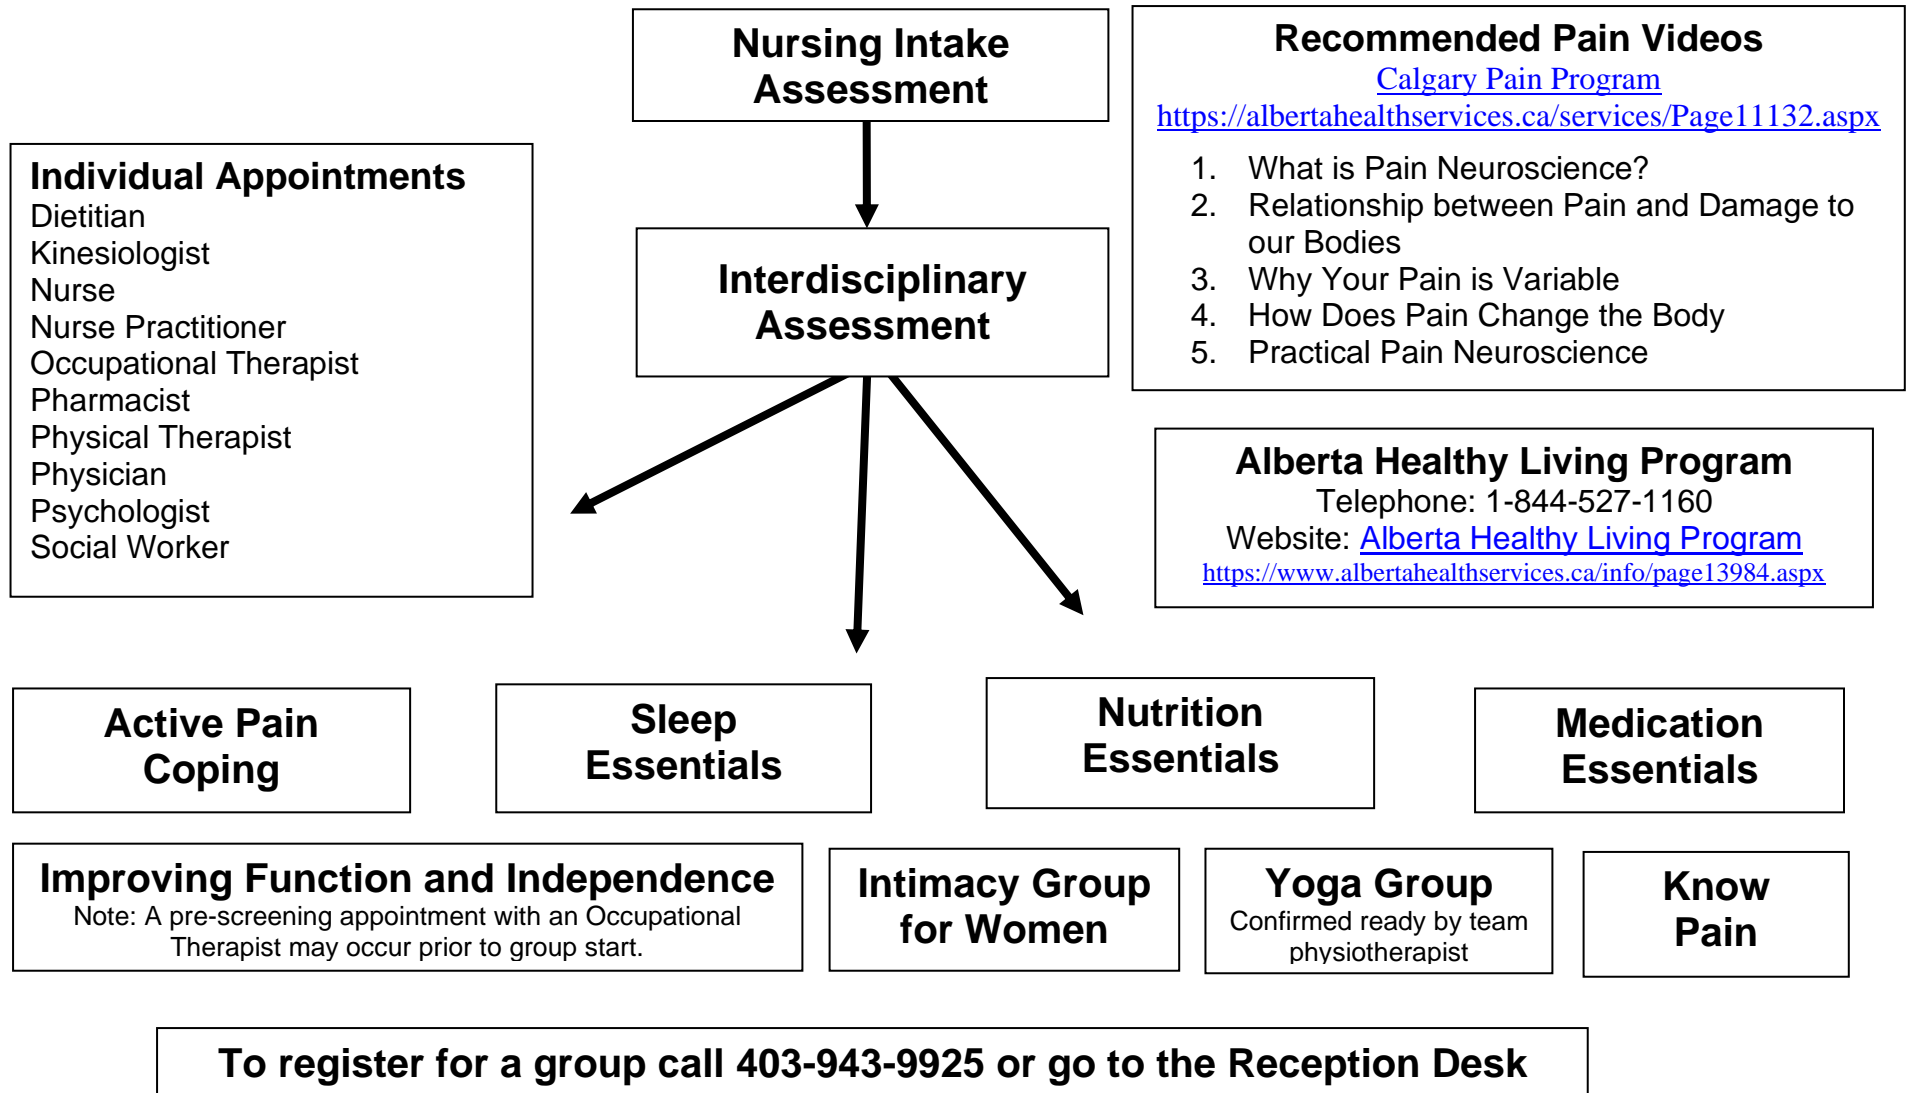 Nursing Intake
Assessment
Recommended Pain Videos
Calgary Pain Program
https://albertahealthservices.ca/services/Page11132.aspx
1. What is Pain Neuroscience?
2. Relationship between Pain and Damage to
our Bodies
3. Why Your Pain is Variable
4. How Does Pain Change the Body
5. Practical Pain Neuroscience
Individual Appointments
Dietitian
Kinesiologist
Nurse
Nurse Practitioner
Occupational Therapist
Pharmacist
Physical Therapist
Physician
Psychologist
Social Worker
Interdisciplinary
Assessment
Alberta Healthy Living Program
Telephone: 1-844-527-1160
Website: Alberta Healthy Living Program
https://www.albertahealthservices.ca/info/page13984.aspx
Active Pain
Coping
Sleep
Essentials
Nutrition
Essentials
Medication
Essentials
Improving Function and Independence
Note: A pre-screening appointment with an Occupational
Therapist may occur prior to group start.
Intimacy Group
for Women
Yoga Group
Confirmed ready by team
physiotherapist
Know
Pain
To register for a group call 403-943-9925 or go to the Reception Desk